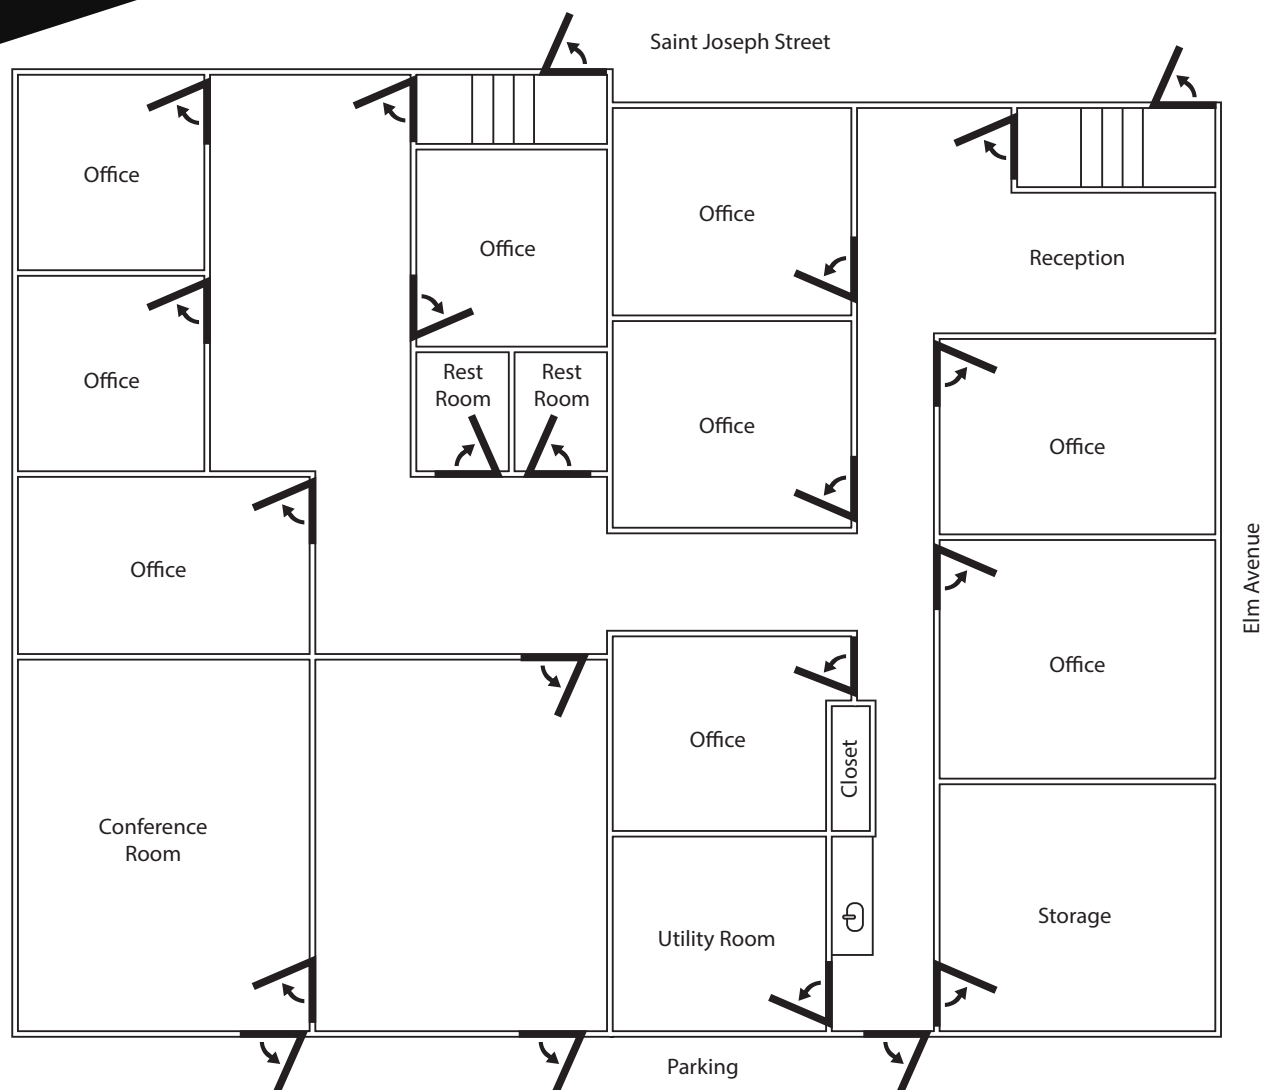 Saint Joseph Street
Office
Office
Office
Office
Reception
Rest
Room
Rest
Room
Office
Office
Office
Office
Office
Elm Avenue
Office
Closet
Conference
Room
Storage
Utility Room
Parking